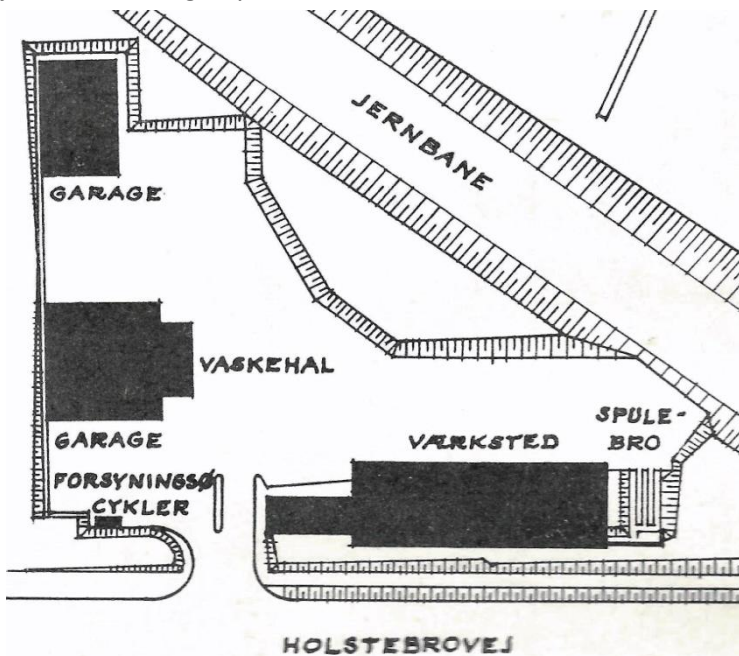 JERNBANE
GARAGE
VASKEHAL
GARAGE
VÆRKSTED
SPULE-
BRO
FORSYNINGSØ
CYKLER
HOLSTEBROVEJ